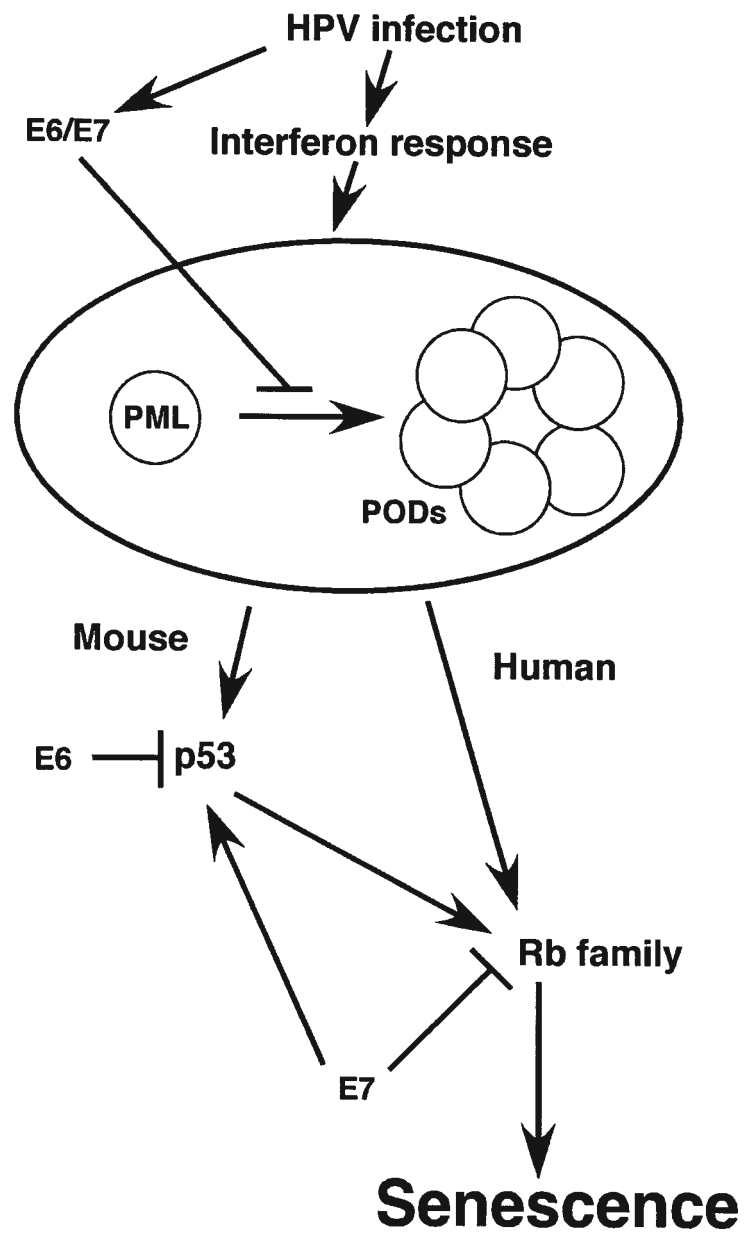 HPV infection
E6/E7
Interferon response
PML
PODs
Mouse
Human
E6
p53
Rb family
E7
Senescence